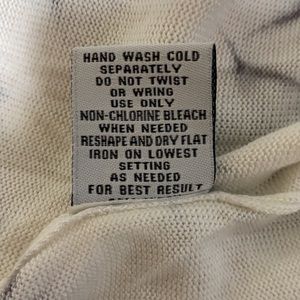 HAND WASH COLD
SEPARATELY
DO NOT TWIST
OR WRING
USE ONLY
NON-CHLORINE BLEACH
WHEN NEEDED
RESHAPE AND DRY FLAT
IRON ON LOWEST
SETTING
AS NEEDED
FOR BEST RESULT